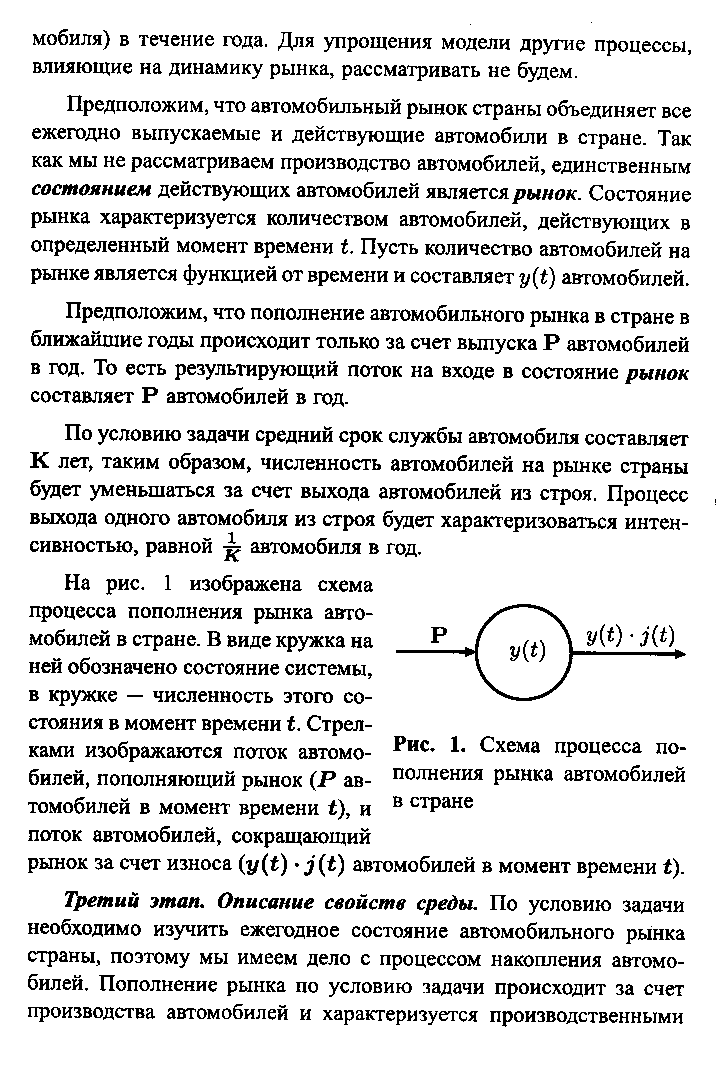 мобиля) в течение года. Для упрощения модели другие процессы,
влияющие на динамику рынка, рассматривать не будем.
Предположим, что автомобильный рынок страны объединяет все
ежегодно выпускаемые и действующие автомобили в стране. Так
как мы не рассматриваем производство автомобилей, единственным
состоянием действующих автомобилей является рынок. Состояние
рынка характеризуется количеством автомобилей, действующих в
определенный момент времени t. Пусть количество автомобилей на
рынке является функцией от времени и составляет y(t) автомобилей.
Предположим, что пополнение автомобильного рынка в стране в
ближайшие годы происходит только за счет выпуска P автомобилей
в год. То есть результирующий поток на входе в состояние рынок
составляет P автомобилей в год.
По условию задачи средний срок службы автомобиля составляет
K лет, таким образом, численность автомобилей на рынке страны
будет уменьшаться за счет выхода автомобилей из строя. Процесс
выхода одного автомобиля из строя будет характеризоваться интен-
сивностью, равной 1/K автомобиля в год.
На рис. 1 изображена схема
процесса пополнения рынка авто-
мобилей в стране. В виде кружка на
ней обозначено состояние системы,
в кружке — численность этого со-
стояния в момент времени t. Стрел-
ками изображаются поток автомо-
билей, пополняющий рынок (P ав-
томобилей в момент времени t), и
поток автомобилей, сокращающий
рынок за счет износа (y(t) · j(t) автомобилей в момент времени t).
P
y(t)
y(t) · j(t)
Рис. 1. Схема процесса по-
полнения рынка автомобилей
в стране
Третий этап. Описание свойств среды. По условию задачи
необходимо изучить ежегодное состояние автомобильного рынка
страны, поэтому мы имеем дело с процессом накопления автомо-
билей. Пополнение рынка по условию задачи происходит за счет
производства автомобилей и характеризуется производственными